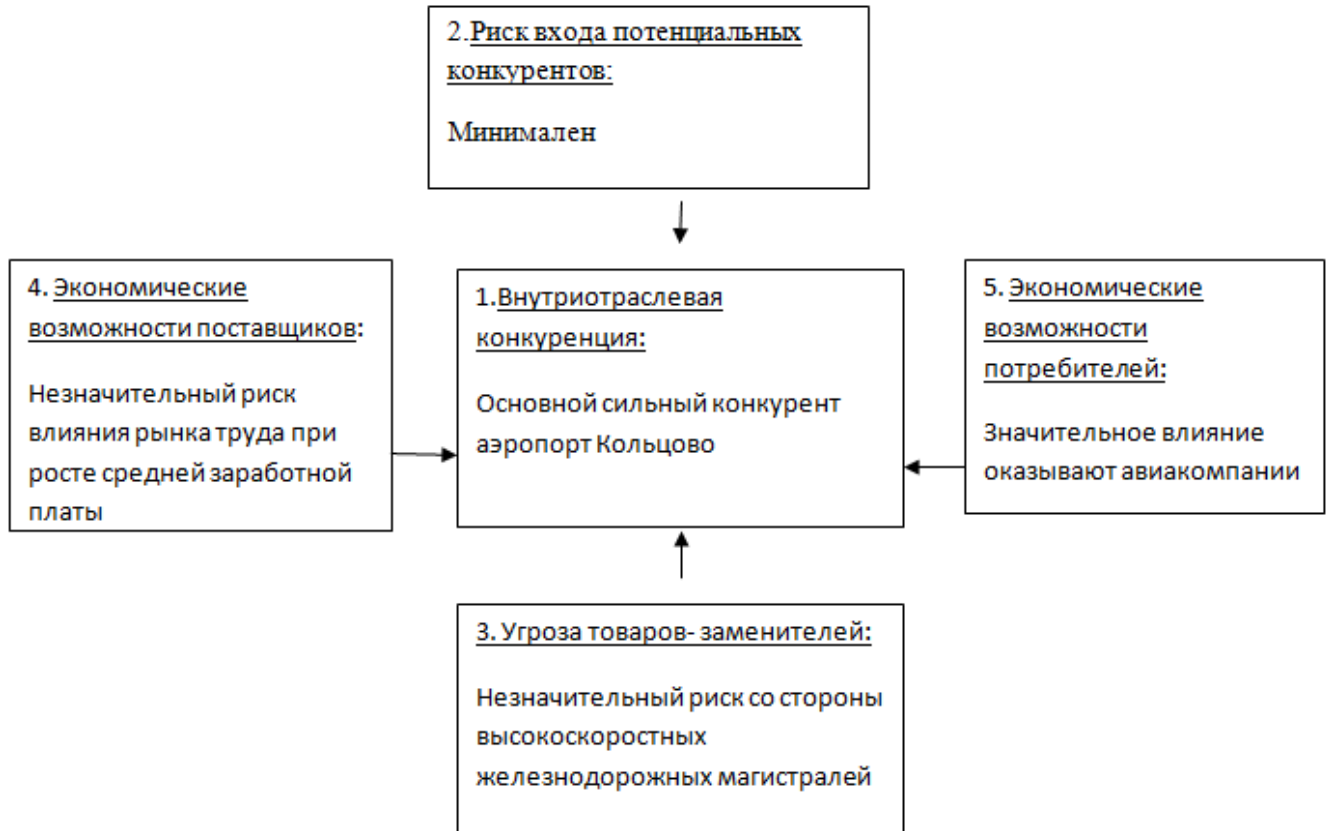 2.Риск входа потенциальных
конкурентов:
Минимален
4. Экономические
возможности поставщиков:
Незначительный риск
влияния рынка труда при
росте средней заработной
платы
1.Внутриотраслевая
конкуренция:
Основной сильный конкурент
аэропорт Кольцово
5. Экономические
возможности
потребителей:
Значительное влияние
оказывают авиакомпании
3. Угроза товаров- заменителей:
Незначительный риск со стороны
высокоскоростных
железнодорожных магистралей